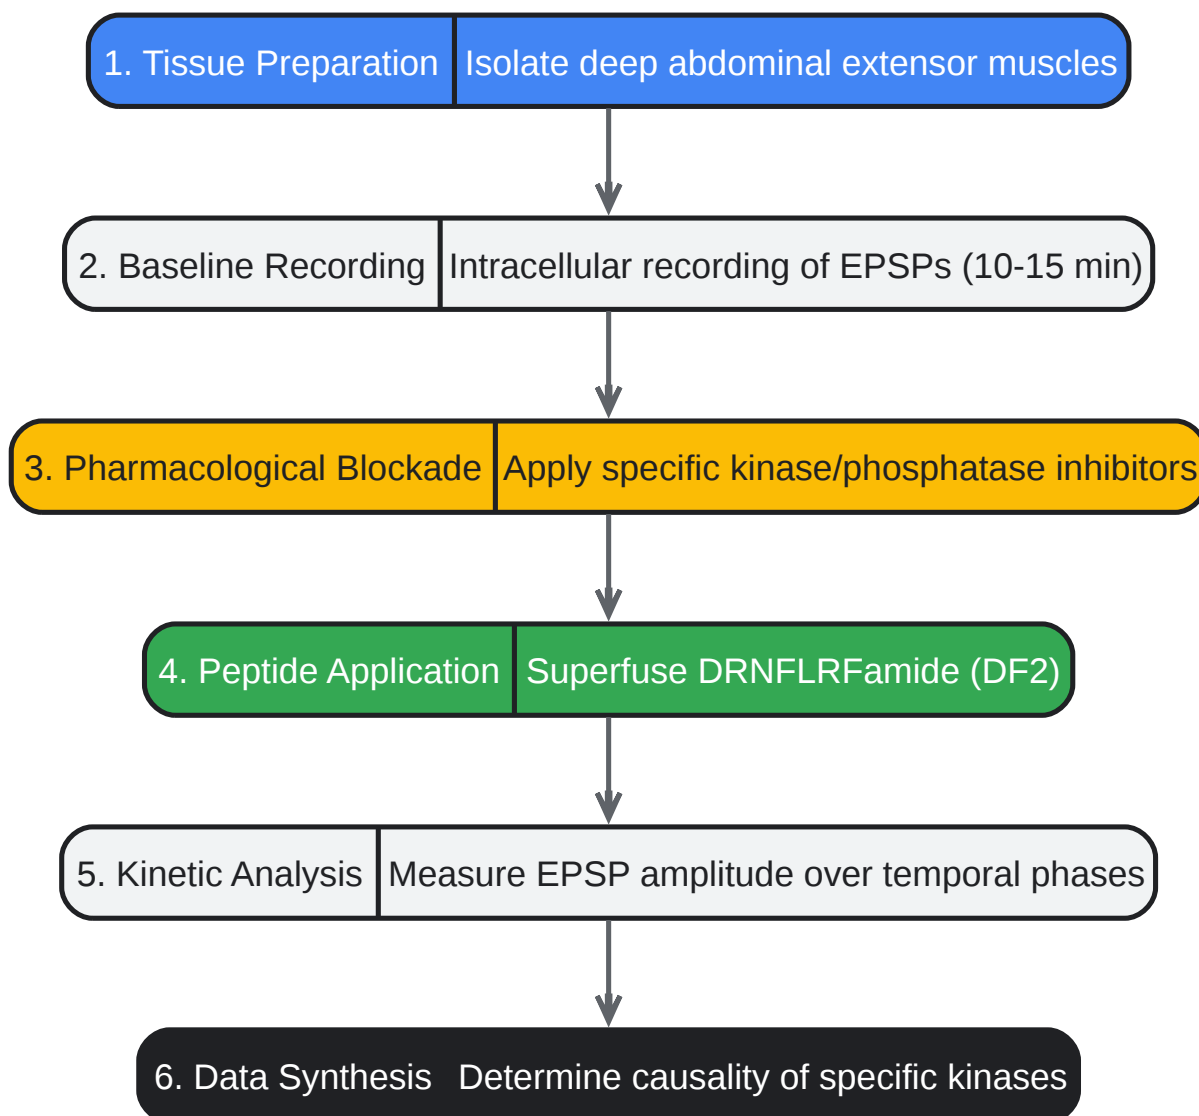 1. Tissue Preparation Isolate deep abdominal extensor muscles
2. Baseline Recording Intracellular recording of EPSPs (10-15 min)
3. Pharmacological Blockade Apply specific kinase/phosphatase inhibitors
4. Peptide Application Superfuse DRNFLRFamide (DF2)
5. Kinetic Analysis Measure EPSP amplitude over temporal phases
6. Data Synthesis Determine causality of specific kinases